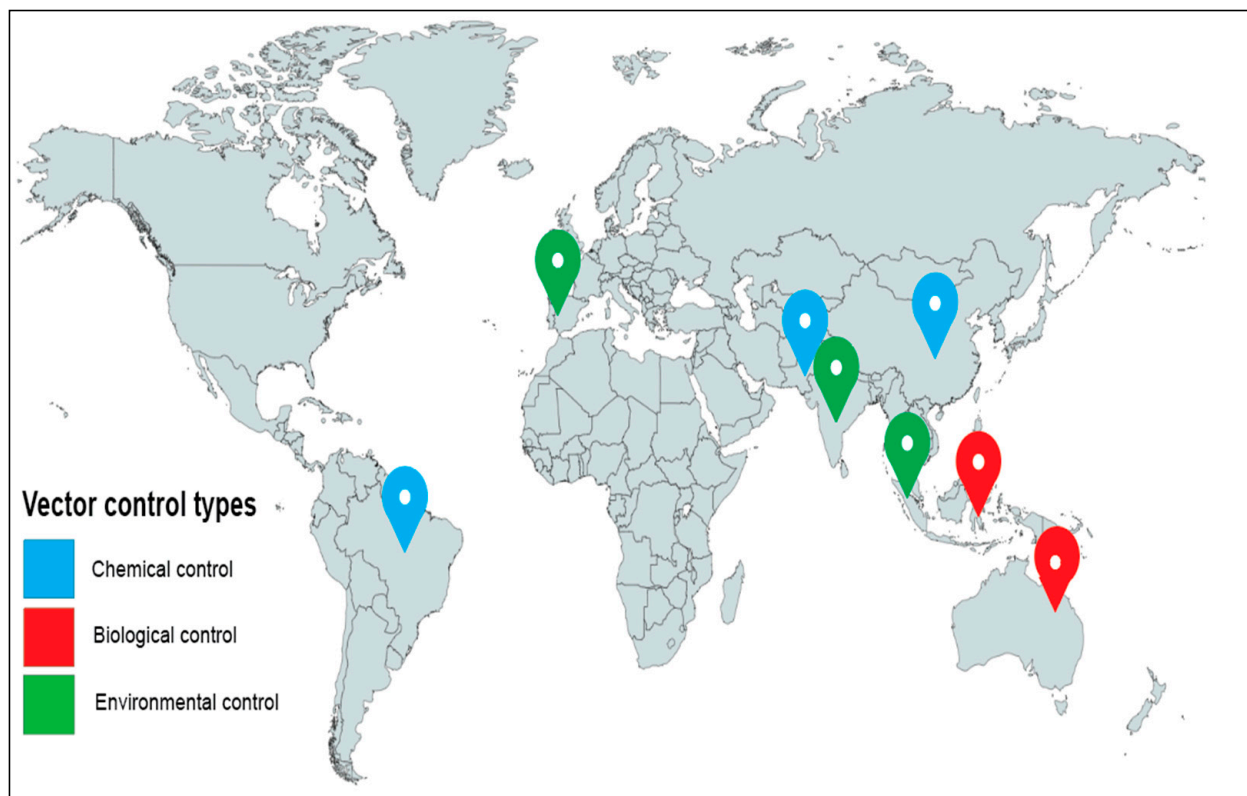 Vector control types
Chemical control
Biological control
Environmental control